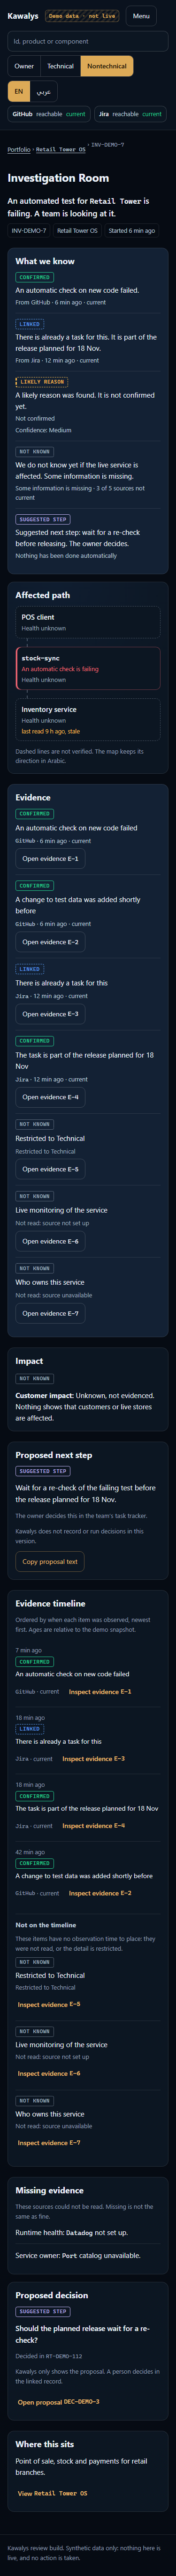 Kawalys
Demo data - not live
Menu
Id, product or component
Owner
Technical
Nontechnical
EN
عربي
GitHub reachable current
Jira reachable current
Portfolio › Retail Tower OS › INV-DEMO-7
Investigation Room
An automated test for Retail Tower is
failing. A team is looking at it.
INV-DEMO-7
Retail Tower OS
Started 6 min ago
What we know
CONFIRMED
An automatic check on new code failed.
From GitHub · 6 min ago · current
LINKED
There is already a task for this. It is part of the
release planned for 18 Nov.
From Jira · 12 min ago · current
LIKELY REASON
A likely reason was found. It is not confirmed
yet.
Not confirmed
Confidence: Medium
NOT KNOWN
We do not know yet if the live service is
affected. Some information is missing.
Some information is missing · 3 of 5 sources not
current
SUGGESTED STEP
Suggested next step: wait for a re-check
before releasing. The owner decides.
Nothing has been done automatically
Affected path
POS client
Health unknown
stock-sync
An automatic check is failing
Health unknown
Inventory service
Health unknown
last read 9 h ago, stale
Dashed lines are not verified. The map keeps its
direction in Arabic.
Evidence
CONFIRMED
An automatic check on new code failed
GitHub · 6 min ago · current
Open evidence E-1
CONFIRMED
A change to test data was added shortly
before
GitHub · 6 min ago · current
Open evidence E-2
LINKED
There is already a task for this
Jira · 12 min ago · current
Open evidence E-3
CONFIRMED
The task is part of the release planned for 18
Nov
Jira · 12 min ago · current
Open evidence E-4
NOT KNOWN
Restricted to Technical
Restricted to Technical
Open evidence E-5
NOT KNOWN
Live monitoring of the service
Not read: source not set up
Open evidence E-6
NOT KNOWN
Who owns this service
Not read: source unavailable
Open evidence E-7
Impact
NOT KNOWN
Customer impact: Unknown, not evidenced.
Nothing shows that customers or live stores
are affected.
Proposed next step
SUGGESTED STEP
Wait for a re-check of the failing test before
the release planned for 18 Nov.
The owner decides this in the team's task tracker.
Kawalys does not record or run decisions in this
version.
Copy proposal text
Evidence timeline
Ordered by when each item was observed, newest
first. Ages are relative to the demo snapshot.
7 min ago
CONFIRMED
An automatic check on new code failed
GitHub · current
Inspect evidence E-1
18 min ago
LINKED
There is already a task for this
Jira · current
Inspect evidence E-3
18 min ago
CONFIRMED
The task is part of the release planned for 18 Nov
Jira · current
Inspect evidence E-4
42 min ago
CONFIRMED
A change to test data was added shortly before
GitHub · current
Inspect evidence E-2
Not on the timeline
These items have no observation time to place: they
were not read, or the detail is restricted.
NOT KNOWN
Restricted to Technical
Restricted to Technical
Inspect evidence E-5
NOT KNOWN
Live monitoring of the service
Not read: source not set up
Inspect evidence E-6
NOT KNOWN
Who owns this service
Not read: source unavailable
Inspect evidence E-7
Missing evidence
These sources could not be read. Missing is not the
same as fine.
Runtime health: Datadog not set up.
Service owner: Port catalog unavailable.
Proposed decision
SUGGESTED STEP
Should the planned release wait for a re-
check?
Decided in RT-DEMO-112
Kawalys only shows the proposal. A person decides in
the linked record.
Open proposal DEC-DEMO-3
Where this sits
Point of sale, stock and payments for retail
branches.
View Retail Tower OS
Kawalys review build. Synthetic data only: nothing here is
live, and no action is taken.